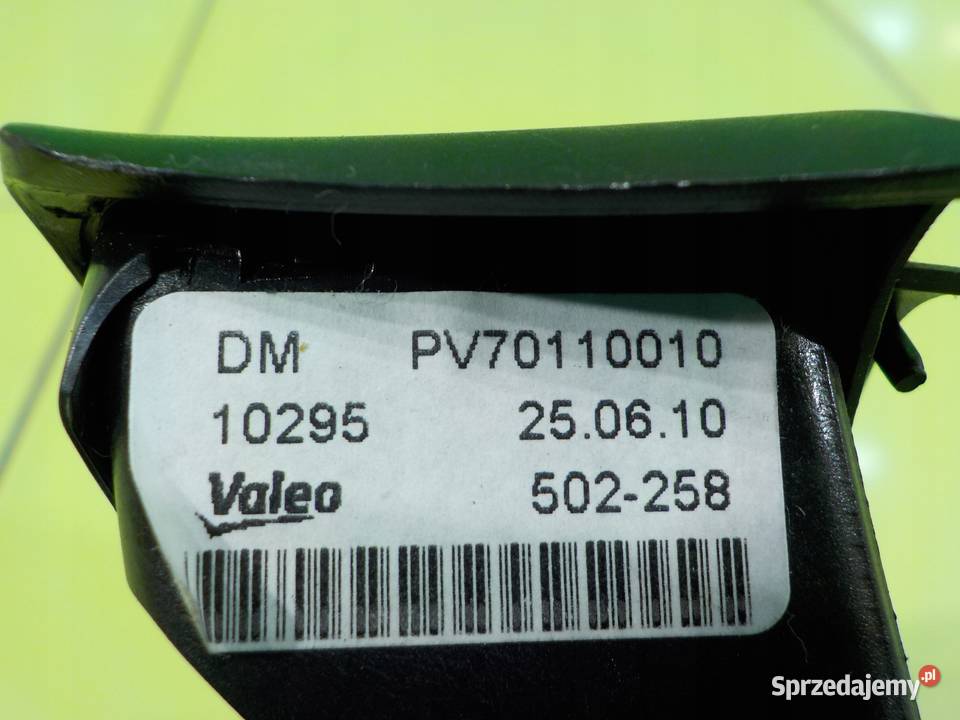 DM PV70110010
10295 25.06.10
Valeo 502-258
Sprzedajemy.pl